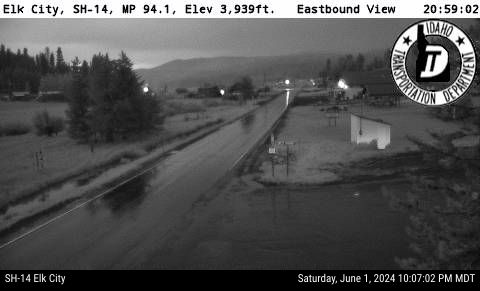 Elk City, SH-14, MP 94.1, Elev 3,939ft. Eastbound View 20:59:02
IDAHO
TRANSPORTATION DEPARTMENT
SH-14 Elk City Saturday, June 1, 2024 10:07:02 PM MDT